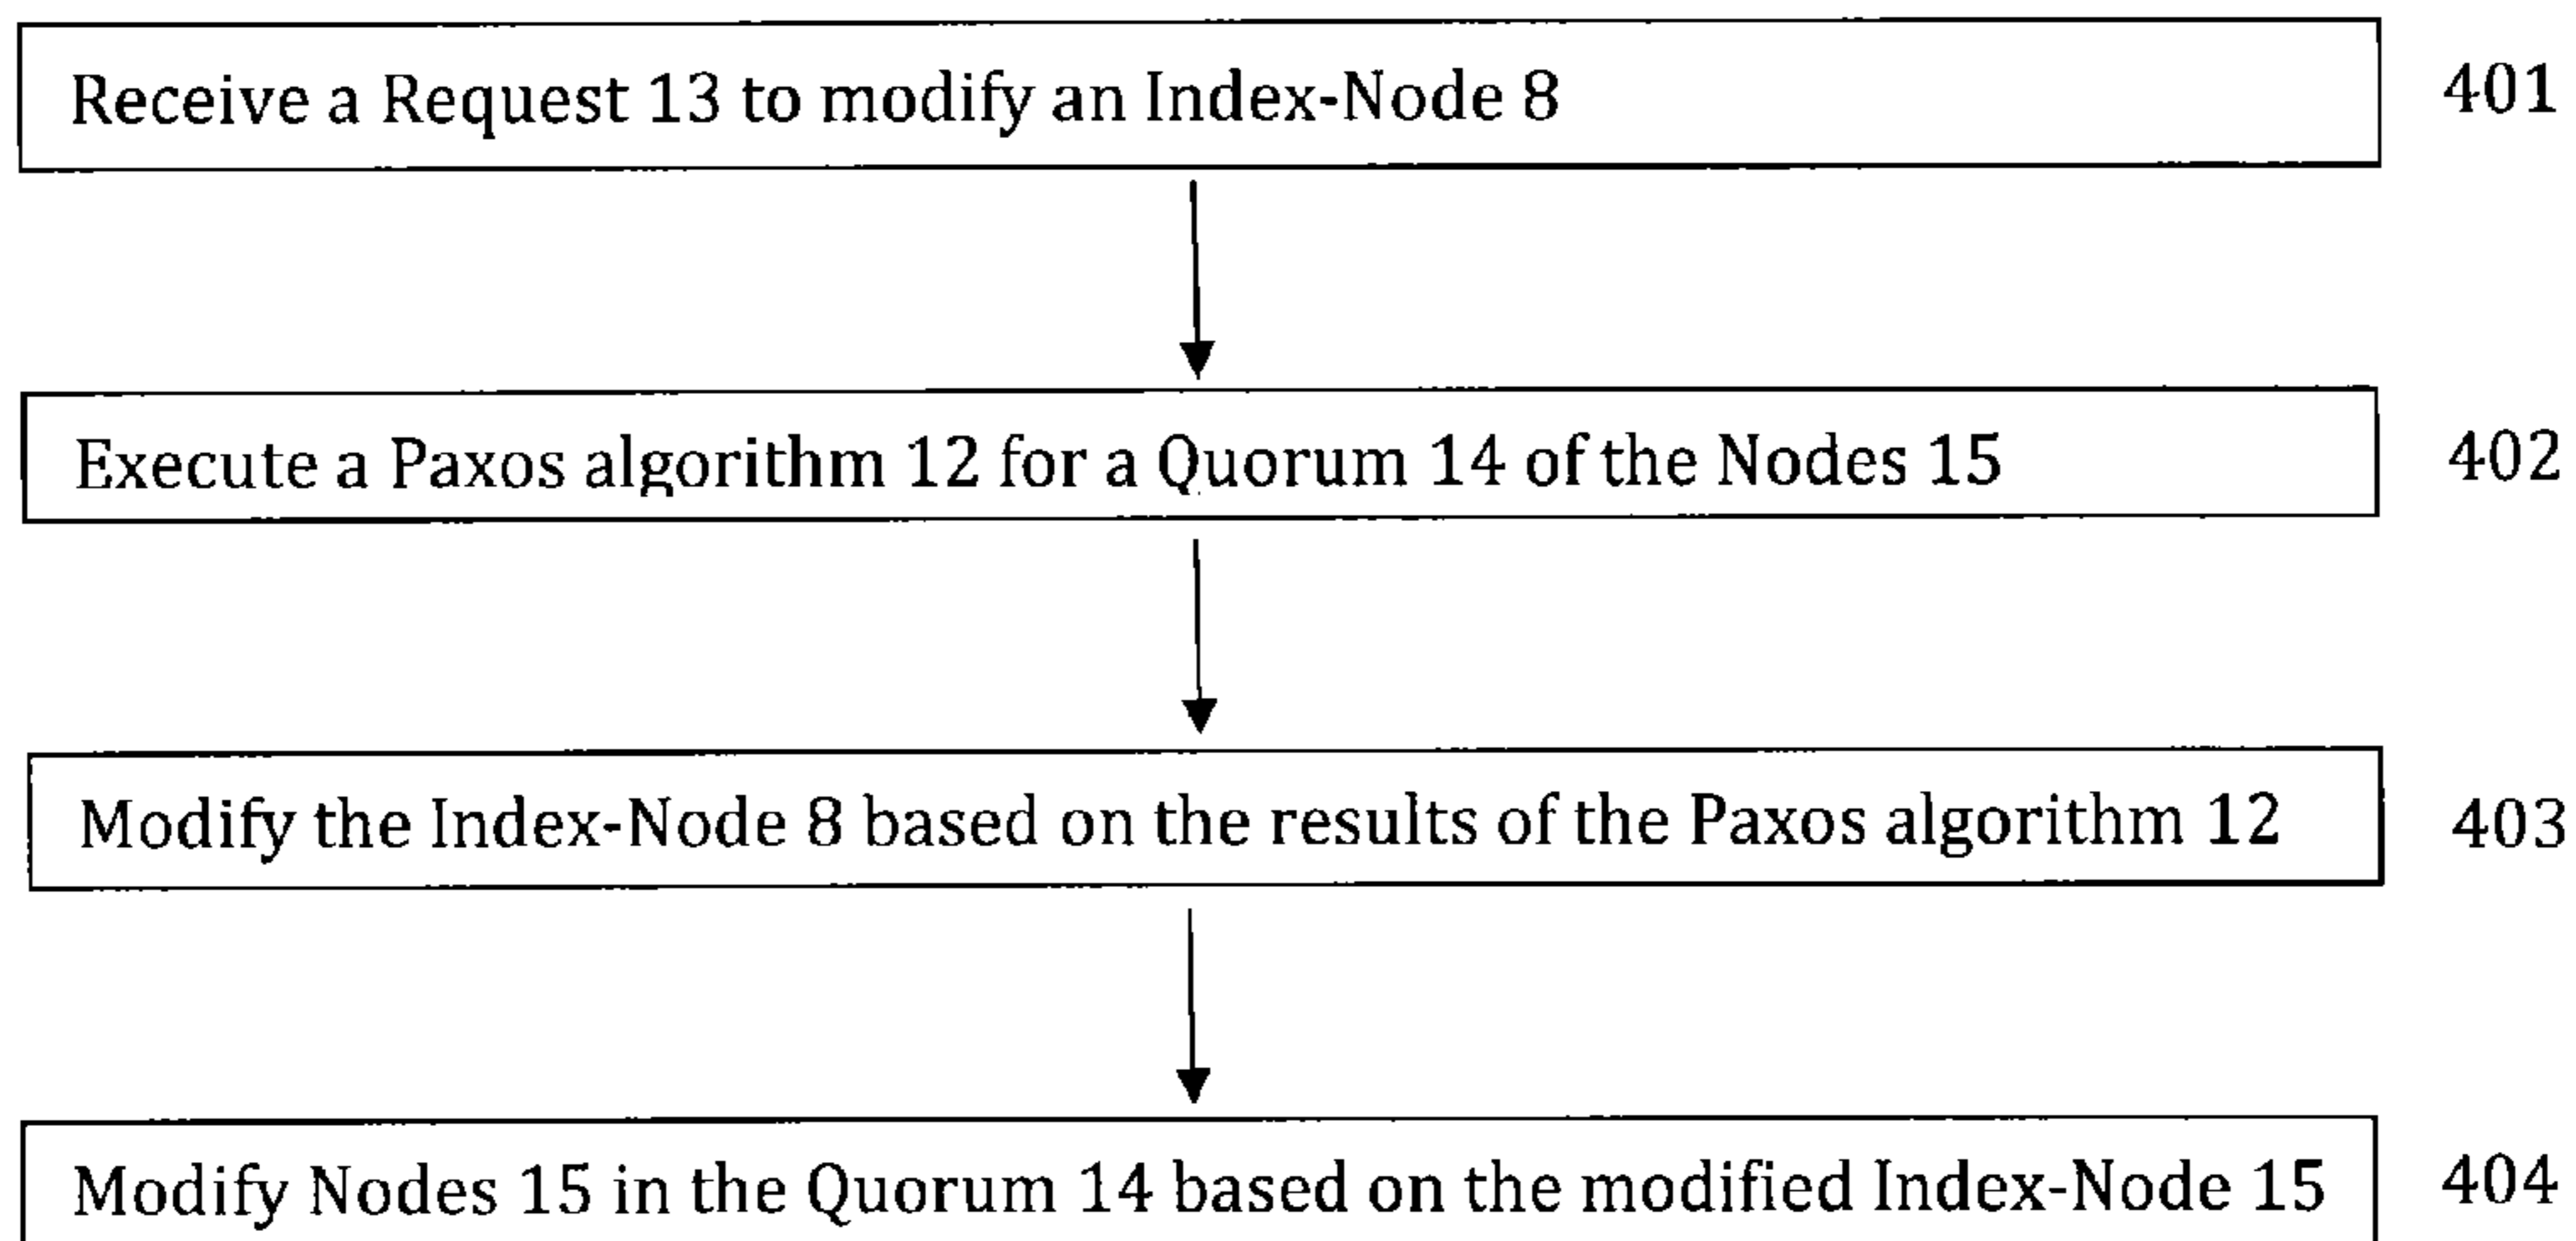 Receive a Request 13 to modify an Index-Node 8 401
Execute a Paxos algorithm 12 for a Quorum 14 of the Nodes 15 402
Modify the Index-Node 8 based on the results of the Paxos algorithm 12 403
Modify Nodes 15 in the Quorum 14 based on the modified Index-Node 15 404